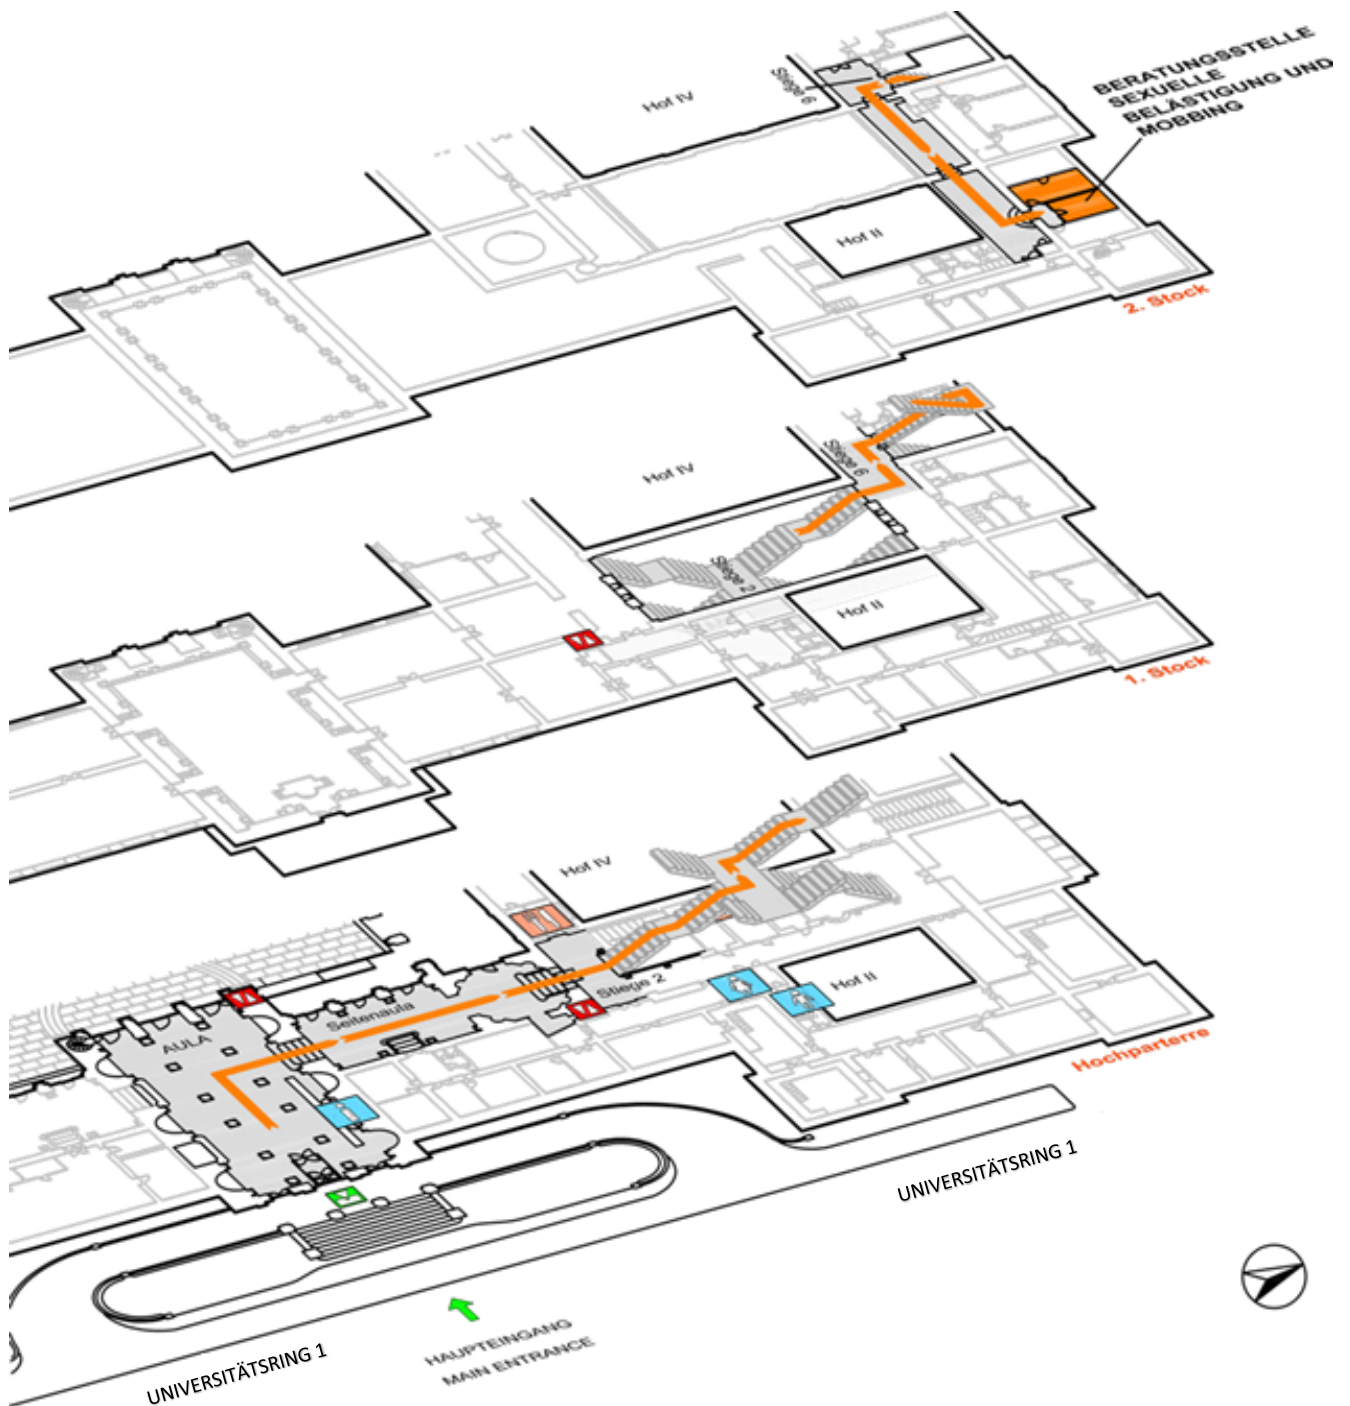 BERATUNGSSTELLE
SEXUELLE
BELÄSTIGUNG UND
MOBBING
Stiege 6
Hof IV
Hof II
2. Stock
Hof IV
Stiege 6
Stiege 2
Hof II
1. Stock
Hof IV
Hof II
Stiege 2
Seitenaula
AULA
Hochparterre
UNIVERSITÄTSRING 1
UNIVERSITÄTSRING 1
HAUPTEINGANG
MAIN ENTRANCE